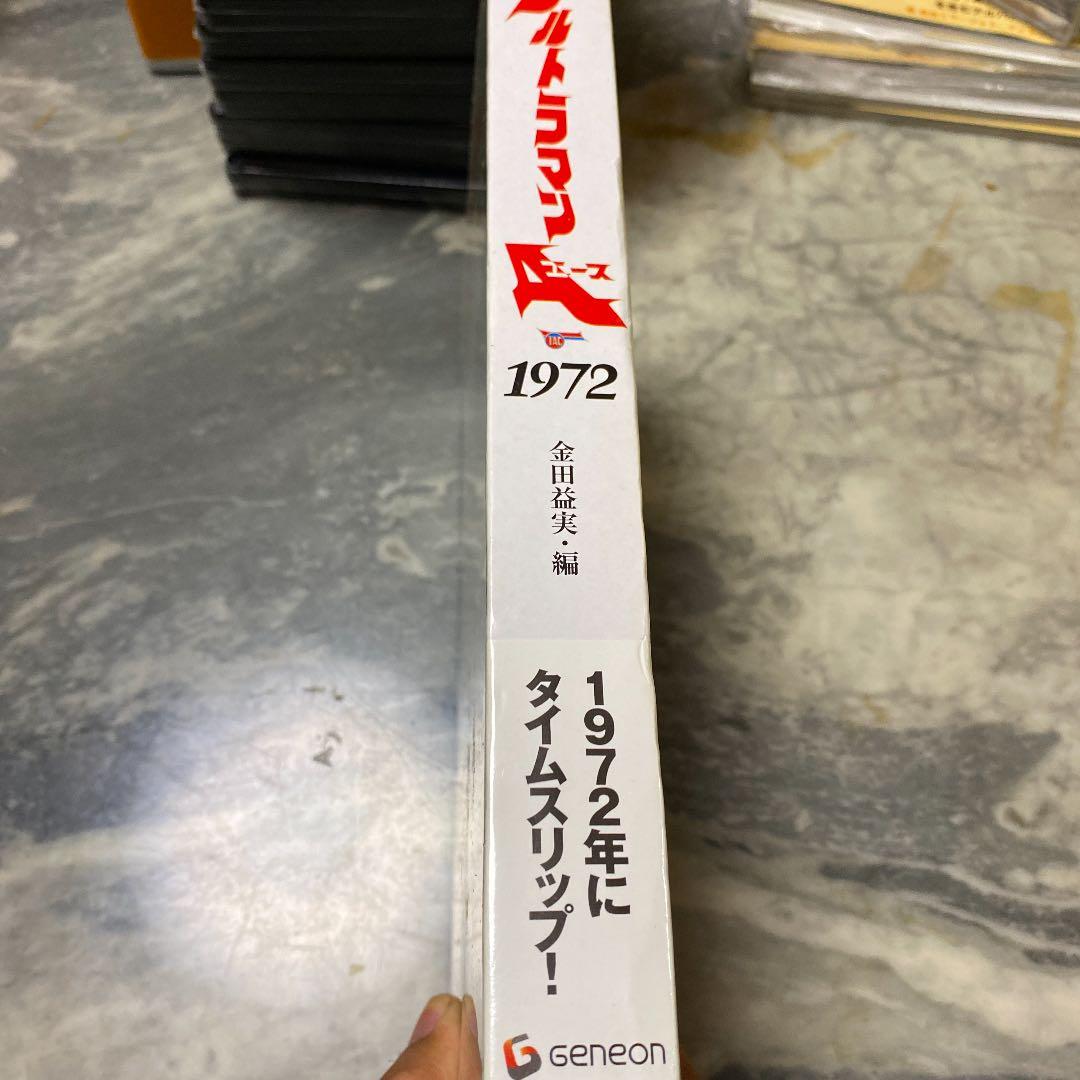 ウルトラマン
A
エース
TAC
1972
金田益実・編
1972年に
タイムスリップ！
GENEON